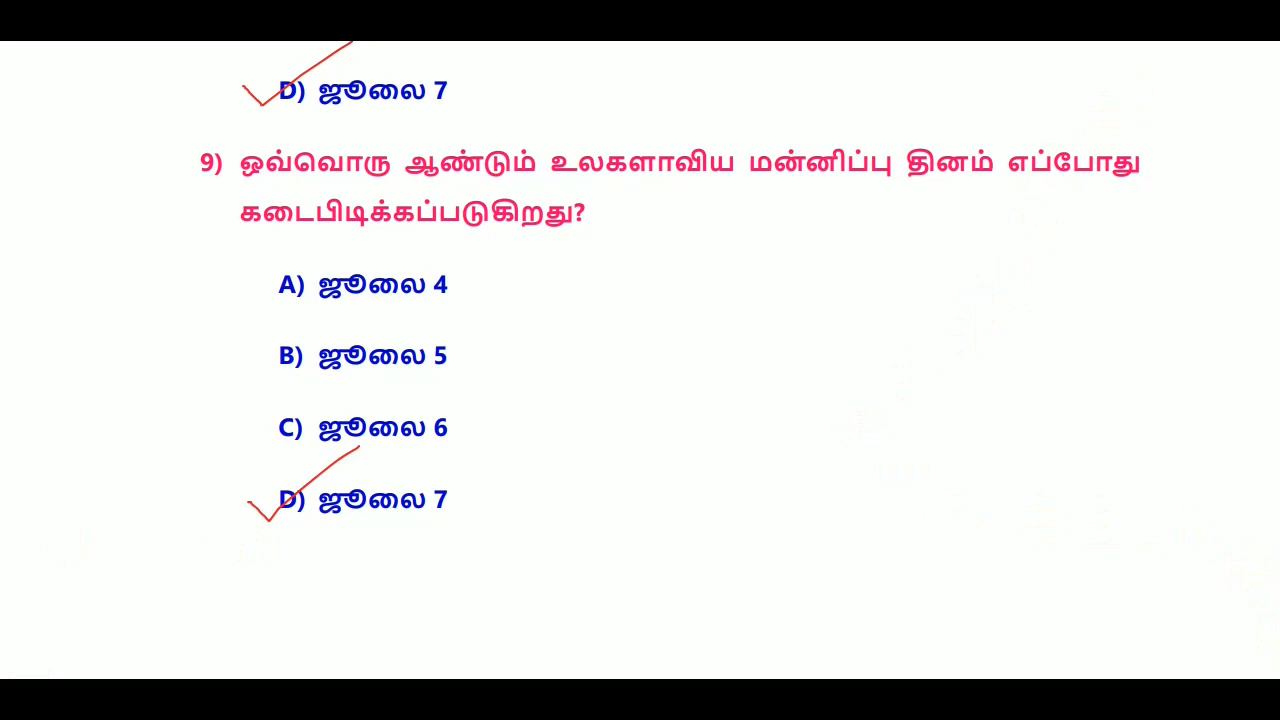 D) ஜூலை 7
9) ஒவ்வொரு ஆண்டும் உலகளாவிய மன்னிப்பு தினம் எப்போது
கடைபிடிக்கப்படுகிறது?
A) ஜூலை 4
B) ஜூலை 5
C) ஜூலை 6
D) ஜூலை 7